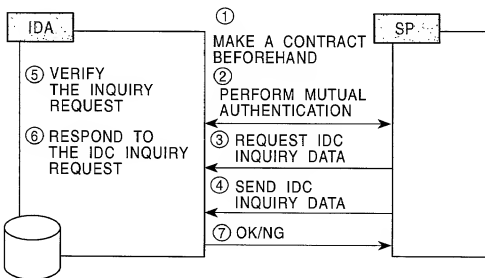 IDA
SP
① MAKE A CONTRACT
BEFOREHAND
② PERFORM MUTUAL
AUTHENTICATION
③ REQUEST IDC
INQUIRY DATA
④ SEND IDC
INQUIRY DATA
⑤ VERIFY
THE INQUIRY
REQUEST
⑥ RESPOND TO
THE IDC INQUIRY
REQUEST
⑦ OK/NG